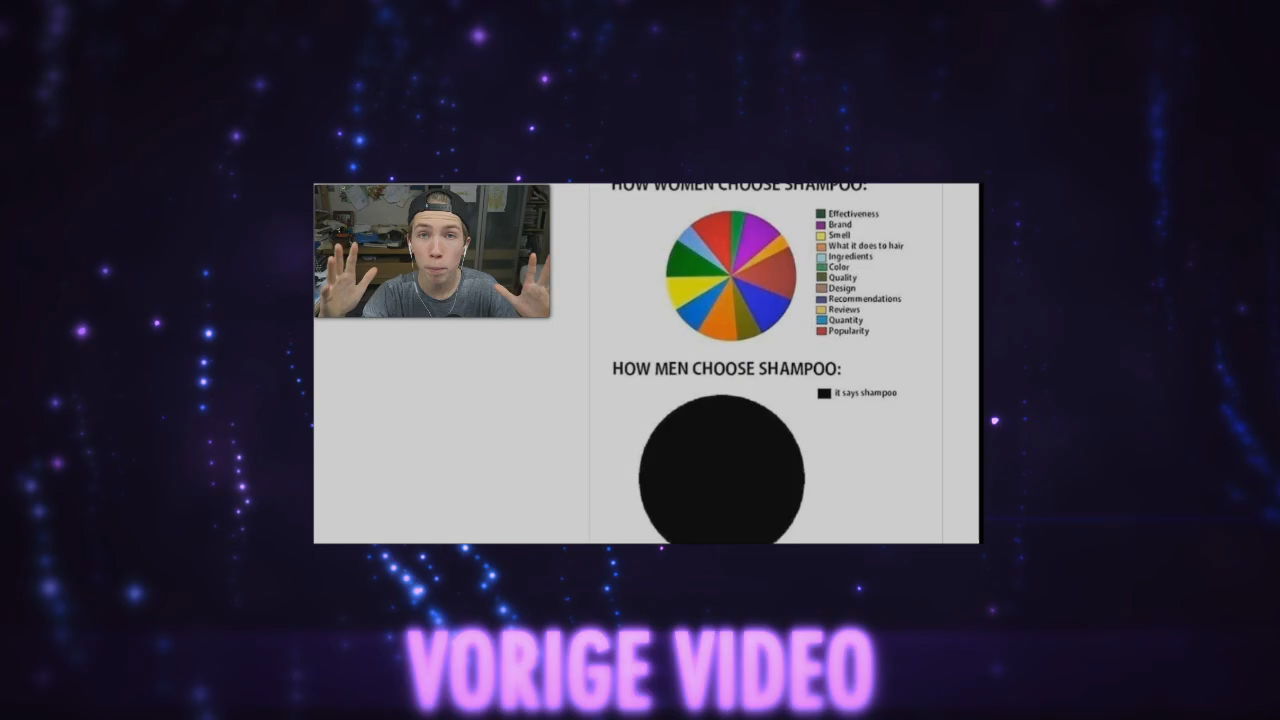 HOW WOMEN CHOOSE SHAMPOO:
Effectiveness
Brand
Smell
What it does to hair
Ingredients
Color
Quality
Design
Recommendations
Reviews
Quantity
Popularity
HOW MEN CHOOSE SHAMPOO:
it says shampoo
VORIGE VIDEO